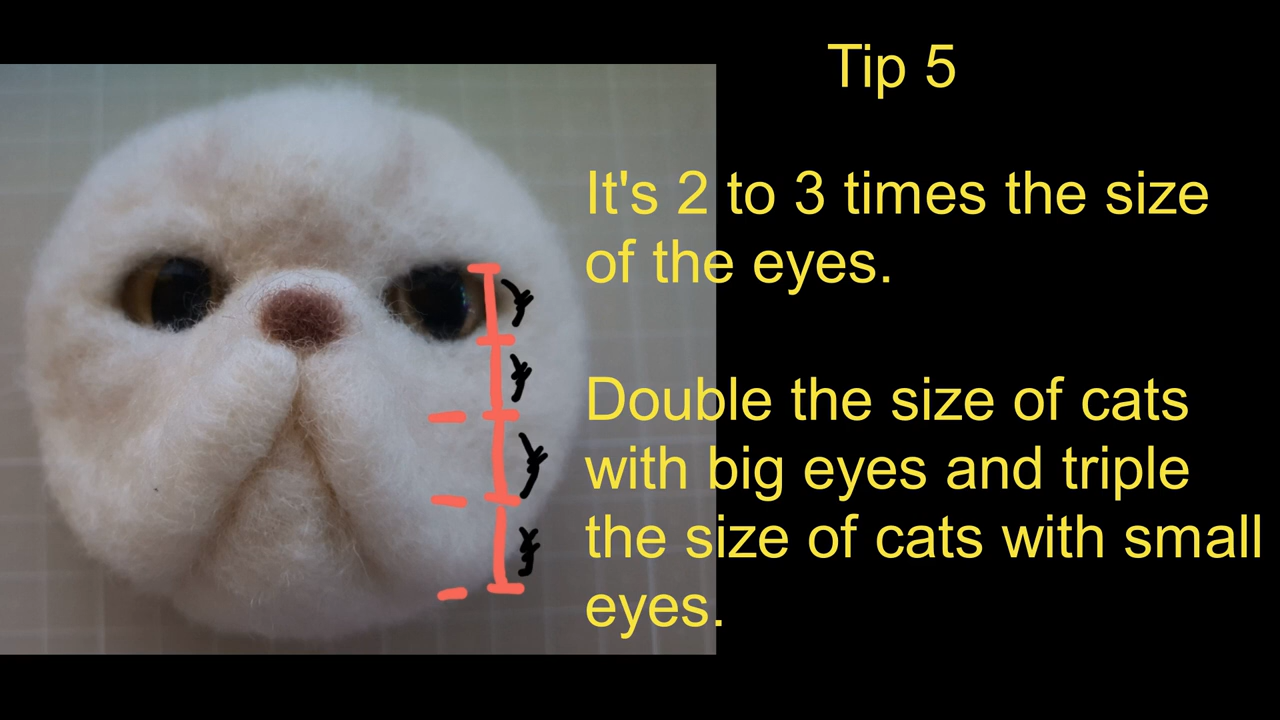 Tip 5
It's 2 to 3 times the size
of the eyes.
Double the size of cats
with big eyes and triple
the size of cats with small
eyes.